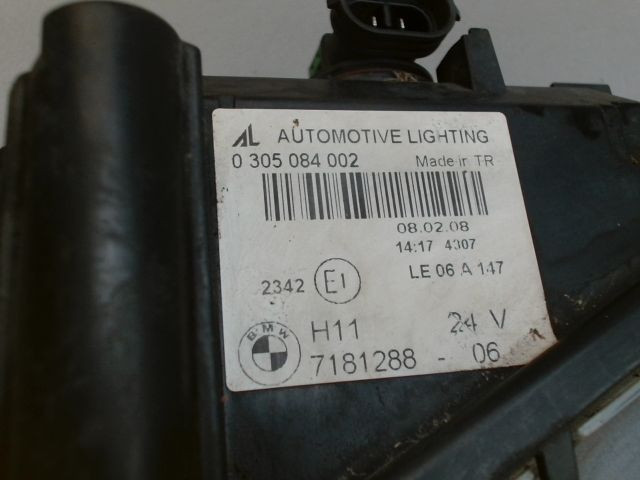 AL AUTOMOTIVE LIGHTING
0 305 084 002 Made in TR
08.02.08
14:17 4307
LE 06 A 147
2342 E1
BMW
H11 24 V
7181288 - 06